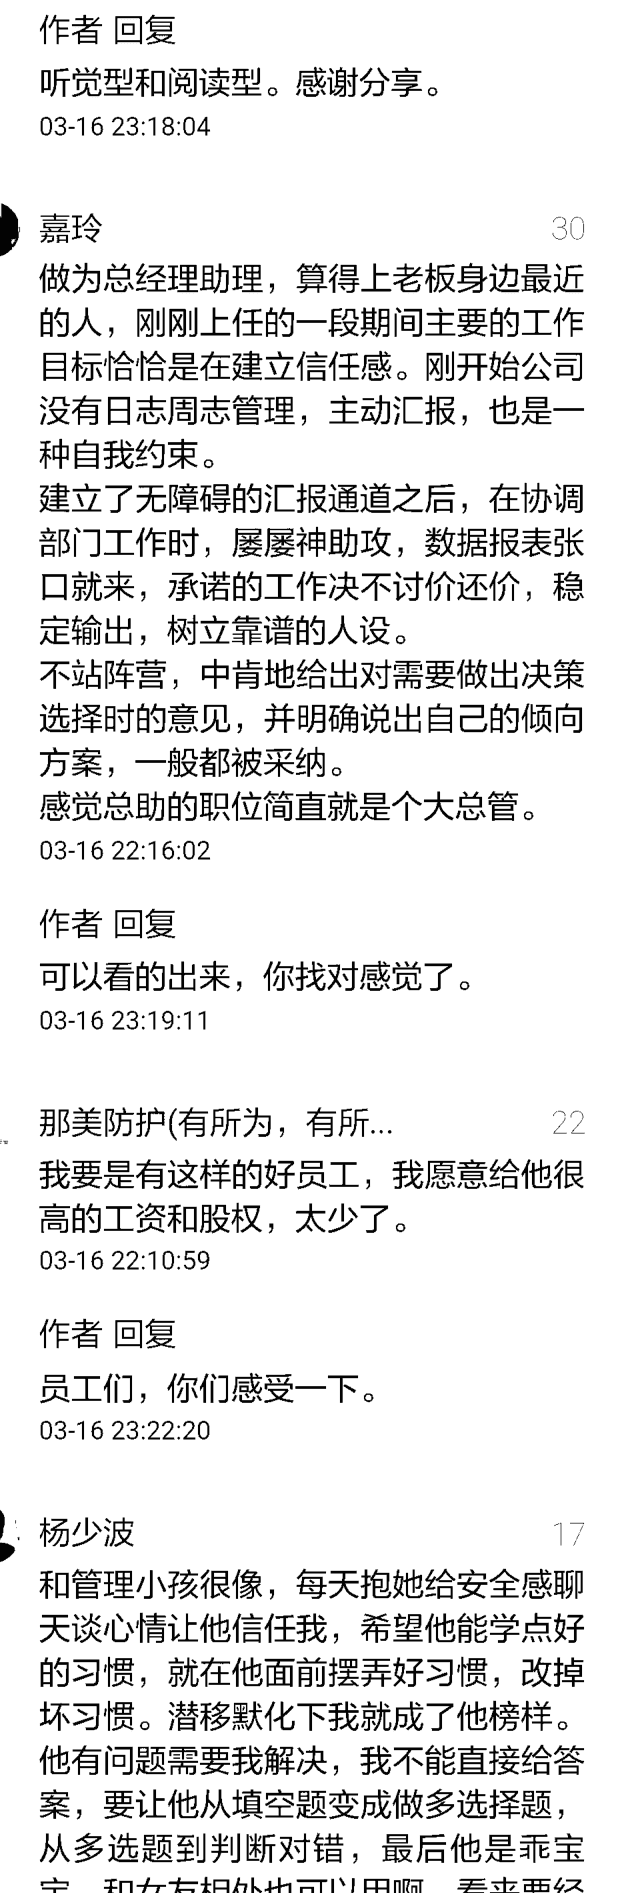 作者 回复
听觉型和阅读型。感谢分享。
03-16 23:18:04
嘉玲 30
做为总经理助理，算得上老板身边最近
的人，刚刚上任的一段期间主要的工作
目标恰恰是在建立信任感。刚开始公司
没有日志周志管理，主动汇报，也是一
种自我约束。
建立了无障碍的汇报通道之后，在协调
部门工作时，屡屡神助攻，数据报表张
口就来，承诺的工作决不讨价还价，稳
定输出，树立靠谱的人设。
不站阵营，中肯地给出对需要做出决策
选择时的意见，并明确说出自己的倾向
方案，一般都被采纳。
感觉总助的职位简直就是个大总管。
03-16 22:16:02
作者 回复
可以看的出来，你找对感觉了。
03-16 23:19:11
那美防护(有所为，有所... 22
我要是有这样的好员工，我愿意给他很
高的工资和股权，太少了。
03-16 22:10:59
作者 回复
员工们，你们感受一下。
03-16 23:22:20
杨少波 17
和管理小孩很像，每天抱她给安全感聊
天谈心情让他信任我，希望他能学点好
的习惯，就在他面前摆弄好习惯，改掉
坏习惯。潜移默化下我就成了他榜样。
他有问题需要我解决，我不能直接给答
案，要让他从填空题变成做多选择题，
从多选题到判断对错，最后他是乖宝
宝，和女友相处也可以用啊，看来要经